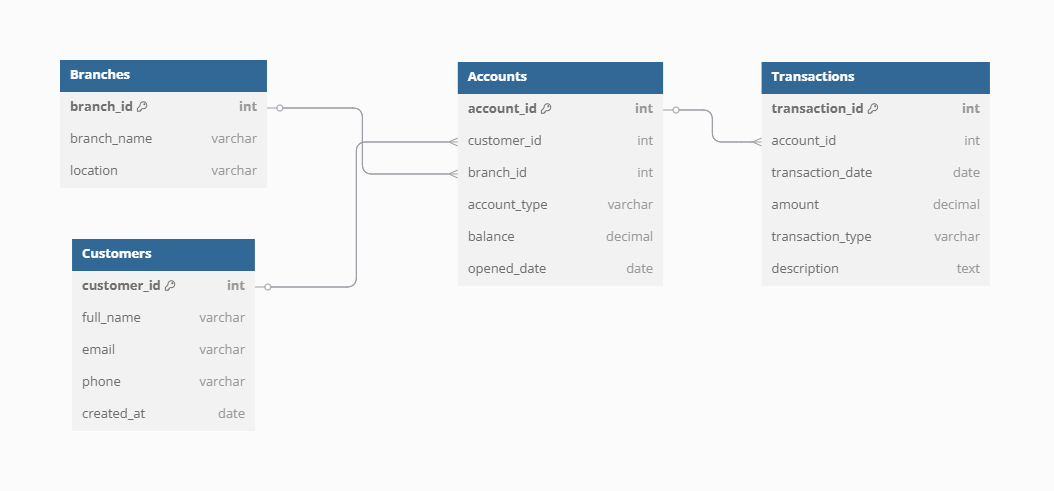 Branches
branch_id int
branch_name varchar
location varchar
Customers
customer_id int
full_name varchar
email varchar
phone varchar
created_at date
Accounts
account_id int
customer_id int
branch_id int
account_type varchar
balance decimal
opened_date date
Transactions
transaction_id int
account_id int
transaction_date date
amount decimal
transaction_type varchar
description text